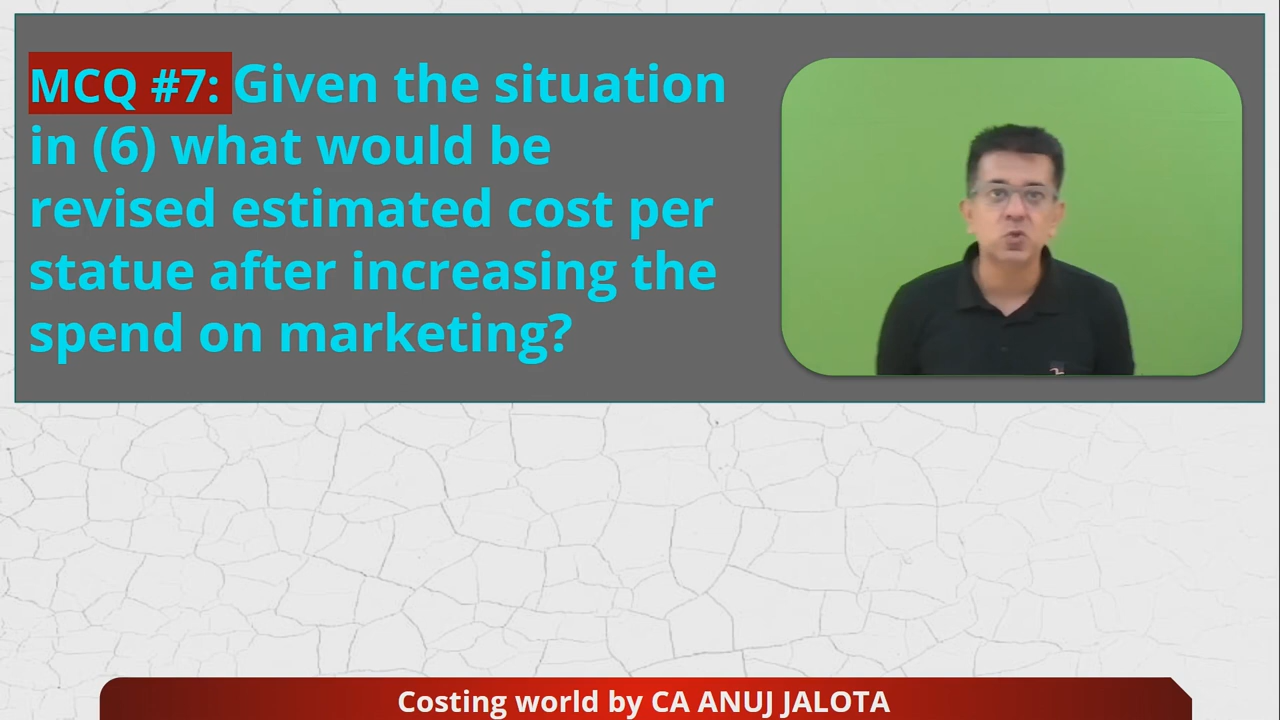 MCQ #7: Given the situation
in (6) what would be
revised estimated cost per
statue after increasing the
spend on marketing?
Costing world by CA ANUJ JALOTA